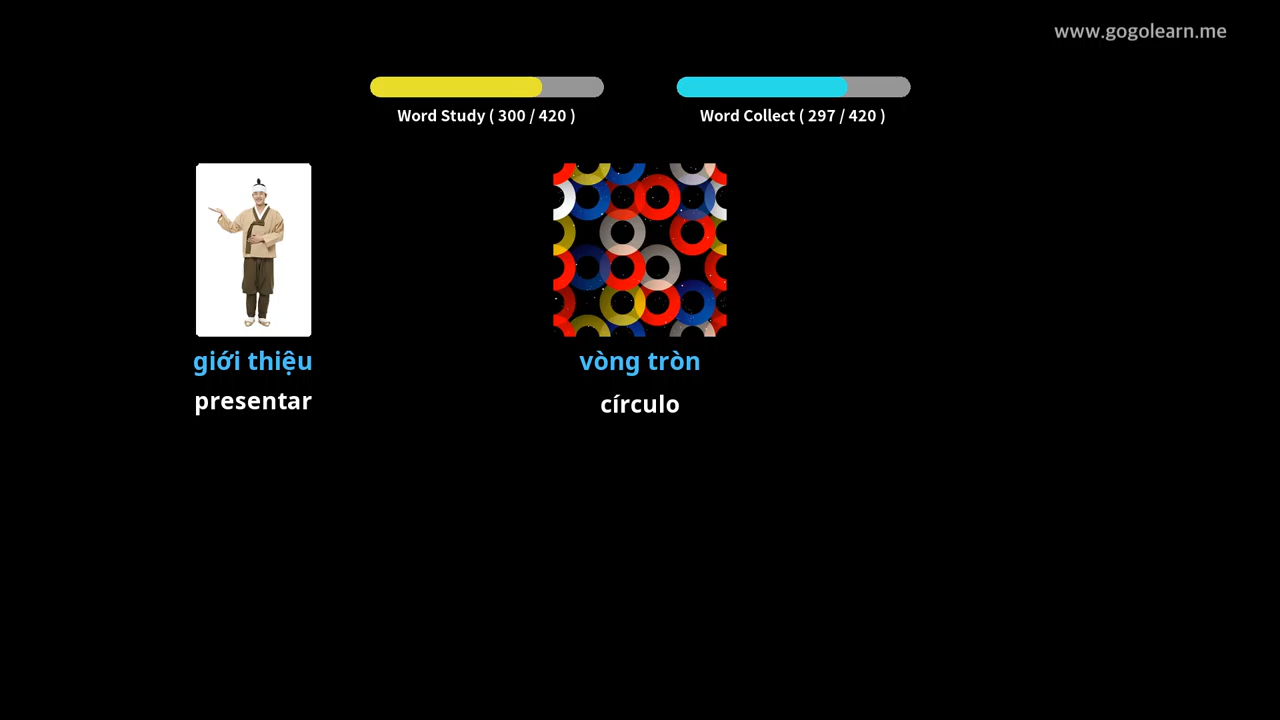 www.gogolearn.me
Word Study ( 300 / 420 )
Word Collect ( 297 / 420 )
giới thiệu
presentar
vòng tròn
círculo